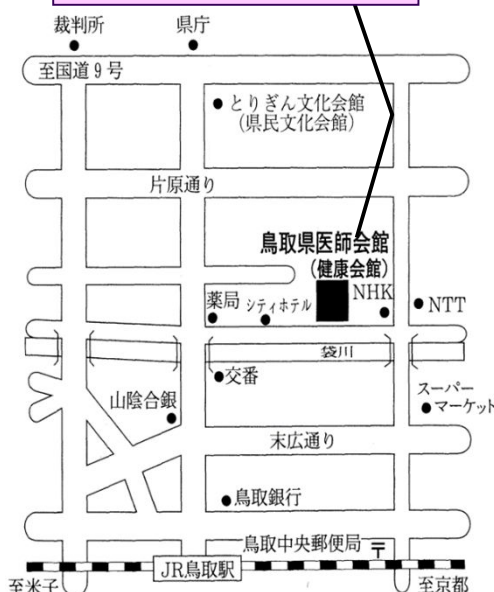 裁判所
県庁
至国道9号
とりぎん文化会館
(県民文化会館)
片原通り
鳥取県医師会館
(健康会館)
薬局
シティホテル
NHK
NTT
袋川
交番
山陰合銀
スーパー
マーケット
末広通り
鳥取銀行
鳥取中央郵便局 〒
JR鳥取駅
至米子
至京都